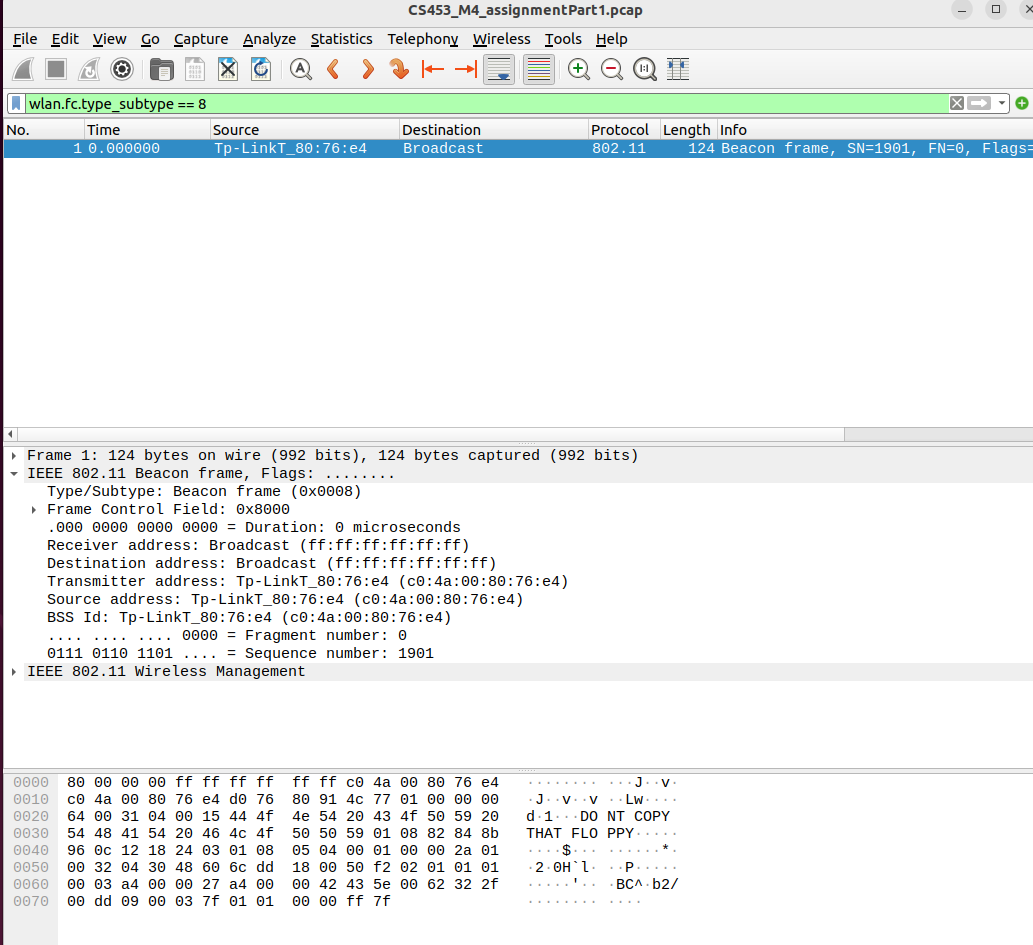 CS453_M4_assignmentPart1.pcap
File Edit View Go Capture Analyze Statistics Telephony Wireless Tools Help
wlan.fc.type_subtype == 8
No. Time Source Destination Protocol Length Info
1 0.000000 Tp-LinkT_80:76:e4 Broadcast 802.11 124 Beacon frame, SN=1901, FN=0, Flags=
Frame 1: 124 bytes on wire (992 bits), 124 bytes captured (992 bits)
IEEE 802.11 Beacon frame, Flags: ........
Type/Subtype: Beacon frame (0x0008)
Frame Control Field: 0x8000
.000 0000 0000 0000 = Duration: 0 microseconds
Receiver address: Broadcast (ff:ff:ff:ff:ff:ff)
Destination address: Broadcast (ff:ff:ff:ff:ff:ff)
Transmitter address: Tp-LinkT_80:76:e4 (c0:4a:00:80:76:e4)
Source address: Tp-LinkT_80:76:e4 (c0:4a:00:80:76:e4)
BSS Id: Tp-LinkT_80:76:e4 (c0:4a:00:80:76:e4)
.... .... .... 0000 = Fragment number: 0
0111 0110 1101 .... = Sequence number: 1901
IEEE 802.11 Wireless Management
0000 80 00 00 00 ff ff ff ff ff ff c0 4a 00 80 76 e4 ········ ···J··v·
0010 c0 4a 00 80 76 e4 d0 76 80 91 4c 77 01 00 00 00 ·J··v··v ··Lw····
0020 64 00 31 04 00 15 44 4f 4e 54 20 43 4f 50 59 20 d·1···DO NT COPY
0030 54 48 41 54 20 46 4c 4f 50 50 59 01 08 82 84 8b THAT FLO PPY·····
0040 96 0c 12 18 24 03 01 08 05 04 00 01 00 00 2a 01 ····$··· ······*·
0050 00 32 04 30 48 60 6c dd 18 00 50 f2 02 01 01 01 ·2·0H`l· ··P·····
0060 00 03 a4 00 00 27 a4 00 00 42 43 5e 00 62 32 2f ·····'·· ·BC^·b2/
0070 00 dd 09 00 03 7f 01 01 00 00 ff 7f ········ ····